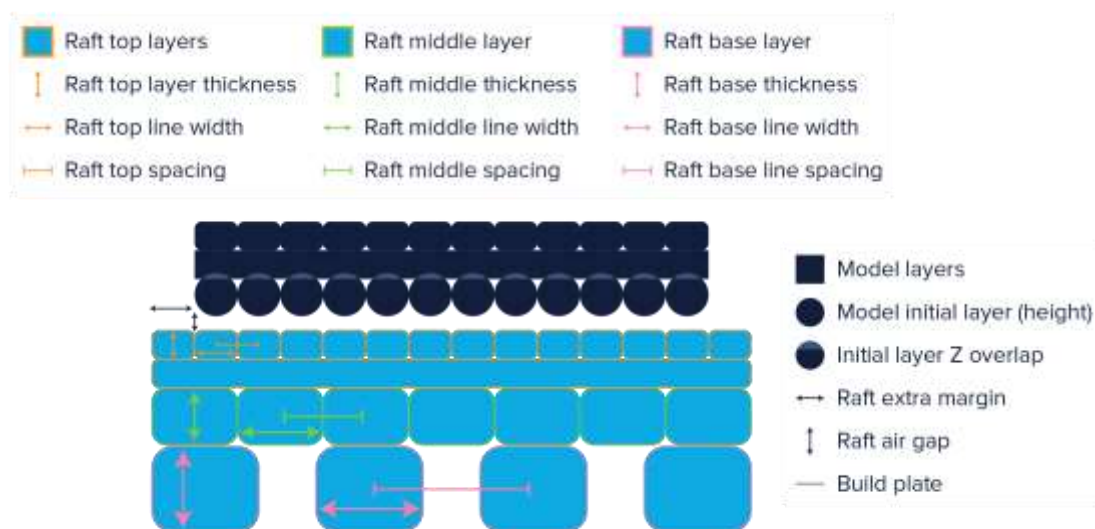 Raft top layers
Raft middle layer
Raft base layer
Raft top layer thickness
Raft middle thickness
Raft base thickness
Raft top line width
Raft middle line width
Raft base line width
Raft top spacing
Raft middle spacing
Raft base line spacing
Model layers
Model initial layer (height)
Initial layer Z overlap
Raft extra margin
Raft air gap
Build plate